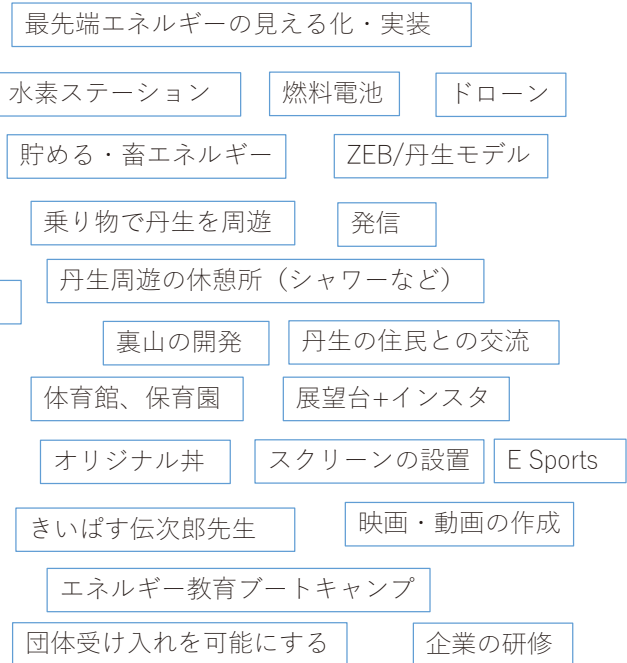 最先端エネルギーの見える化・実装
水素ステーション 燃料電池 ドローン
貯める・畜エネルギー ZEB/丹生モデル
乗り物で丹生を周遊 発信
丹生周遊の休憩所（シャワーなど）
裏山の開発 丹生の住民との交流
体育館、保育園 展望台+インスタ
オリジナル丼 スクリーンの設置 E Sports
きいぱす伝次郎先生 映画・動画の作成
エネルギー教育ブートキャンプ
団体受け入れを可能にする 企業の研修